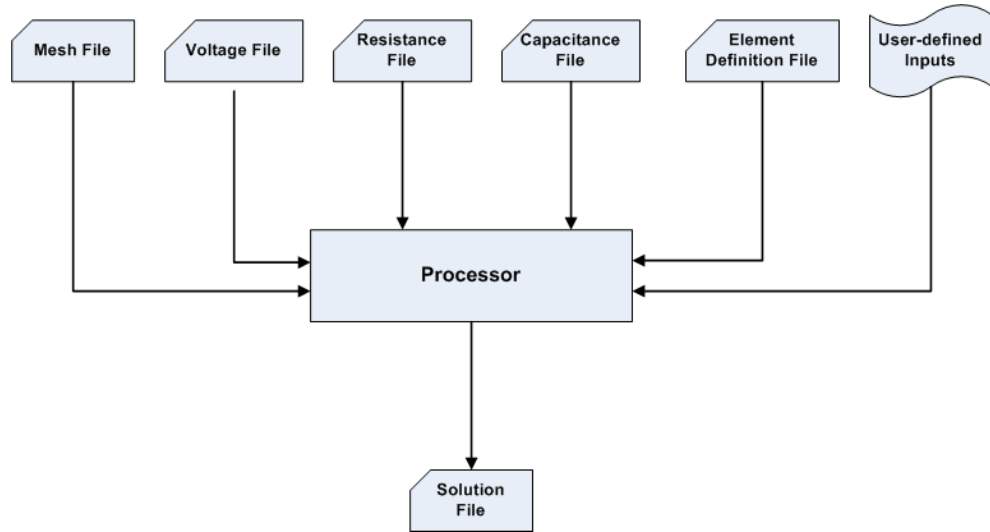 Mesh File
Voltage File
Resistance
File
Capacitance
File
Element
Definition File
User-defined
Inputs
Processor
Solution
File